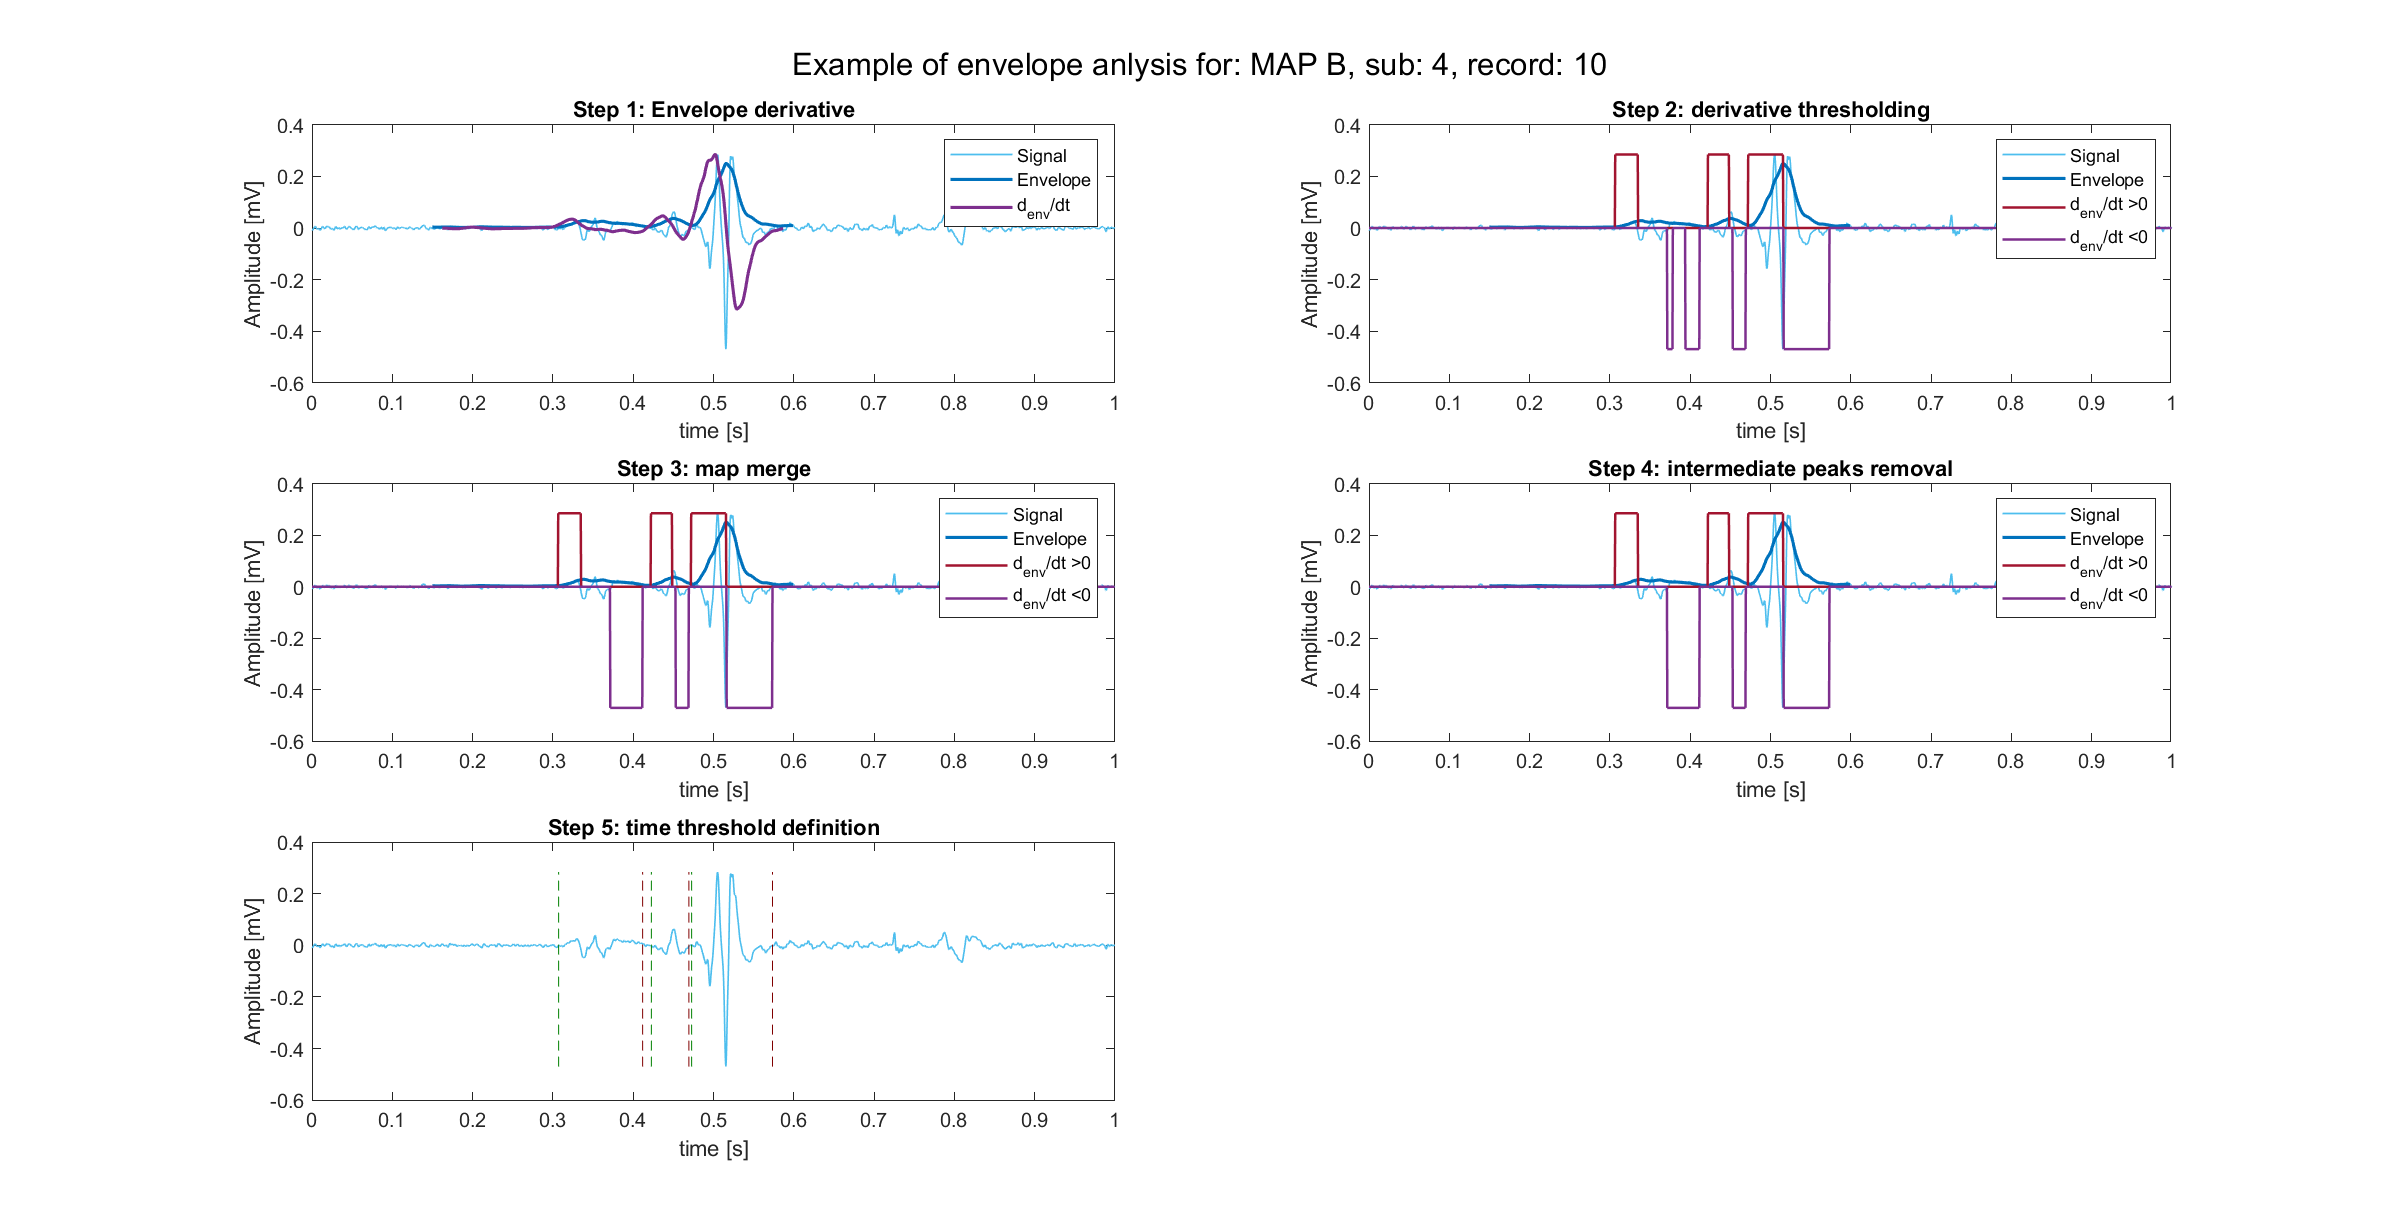 Example of envelope anlysis for: MAP B, sub: 4, record: 10
Step 1: Envelope derivative
Amplitude [mV]
0.4
0.2
0
-0.2
-0.4
-0.6
Signal
Envelope
denv/dt
0 0.1 0.2 0.3 0.4 0.5 0.6 0.7 0.8 0.9 1
time [s]
Step 2: derivative thresholding
Amplitude [mV]
0.4
0.2
0
-0.2
-0.4
-0.6
Signal
Envelope
denv/dt >0
denv/dt <0
0 0.1 0.2 0.3 0.4 0.5 0.6 0.7 0.8 0.9 1
time [s]
Step 3: map merge
Amplitude [mV]
0.4
0.2
0
-0.2
-0.4
-0.6
Signal
Envelope
denv/dt >0
denv/dt <0
0 0.1 0.2 0.3 0.4 0.5 0.6 0.7 0.8 0.9 1
time [s]
Step 4: intermediate peaks removal
Amplitude [mV]
0.4
0.2
0
-0.2
-0.4
-0.6
Signal
Envelope
denv/dt >0
denv/dt <0
0 0.1 0.2 0.3 0.4 0.5 0.6 0.7 0.8 0.9 1
time [s]
Step 5: time threshold definition
Amplitude [mV]
0.4
0.2
0
-0.2
-0.4
-0.6
0 0.1 0.2 0.3 0.4 0.5 0.6 0.7 0.8 0.9 1
time [s]